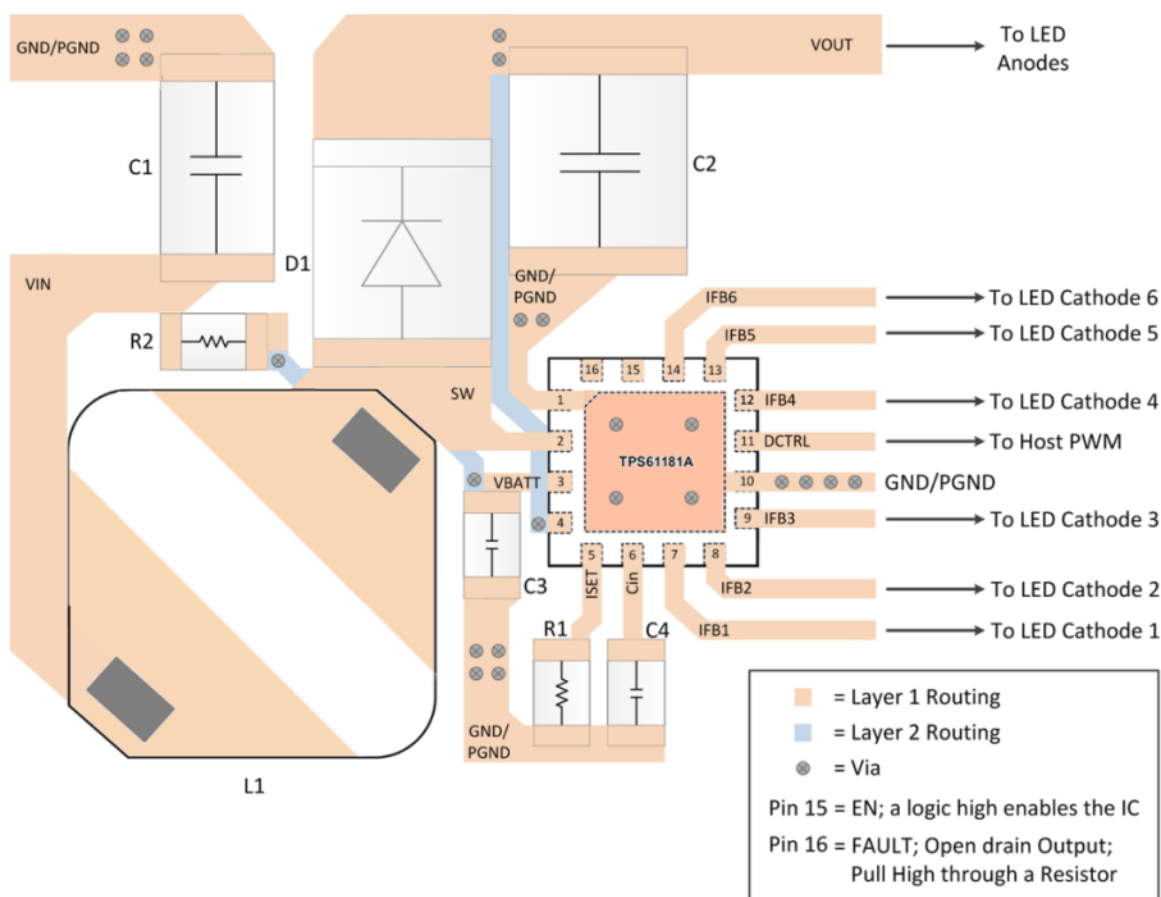 GND/PGND
VOUT
To LED
Anodes
C1
C2
D1
VIN
GND/
PGND
IFB6
To LED Cathode 6
R2
IFB5
To LED Cathode 5
16
15
14
13
SW
1
12
IFB4
To LED Cathode 4
2
11
DCTRL
To Host PWM
TPS61181A
VBATT
3
10
GND/PGND
4
9
IFB3
To LED Cathode 3
5
6
7
8
C3
ISET
Cin
IFB2
To LED Cathode 2
R1
C4
IFB1
To LED Cathode 1
GND/
PGND
L1
= Layer 1 Routing
= Layer 2 Routing
= Via
Pin 15 = EN; a logic high enables the IC
Pin 16 = FAULT; Open drain Output;
Pull High through a Resistor